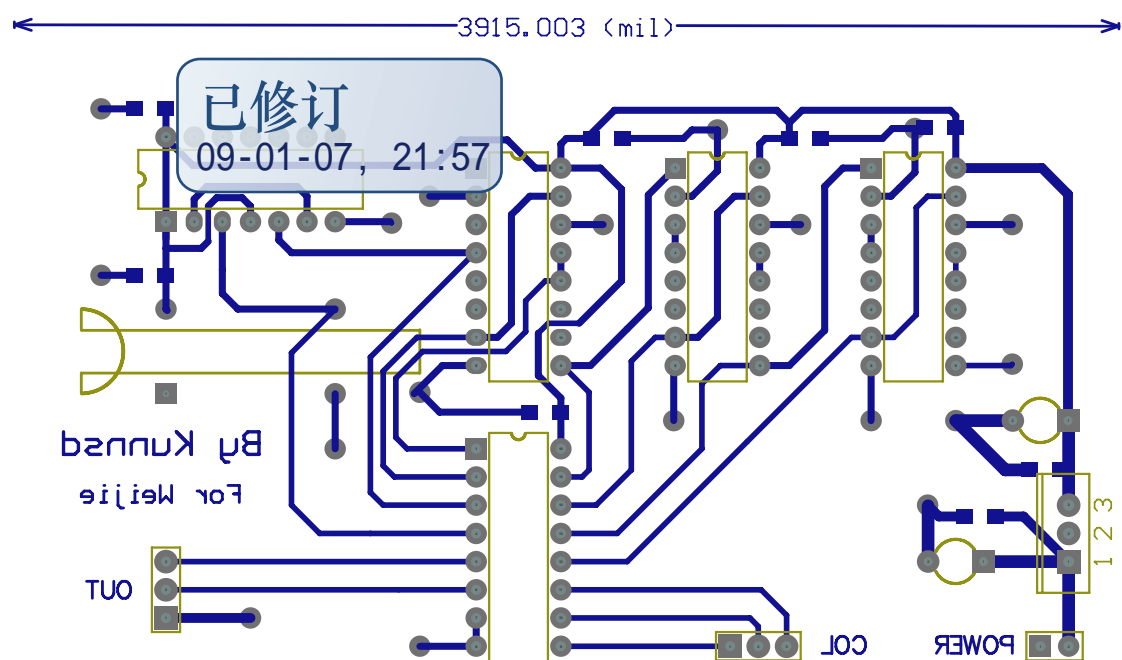 3915.003 (mil)
已修订
09-01-07, 21:57
By Kunnsd
For Weijie
OUT
COL
POWER
1 2 3